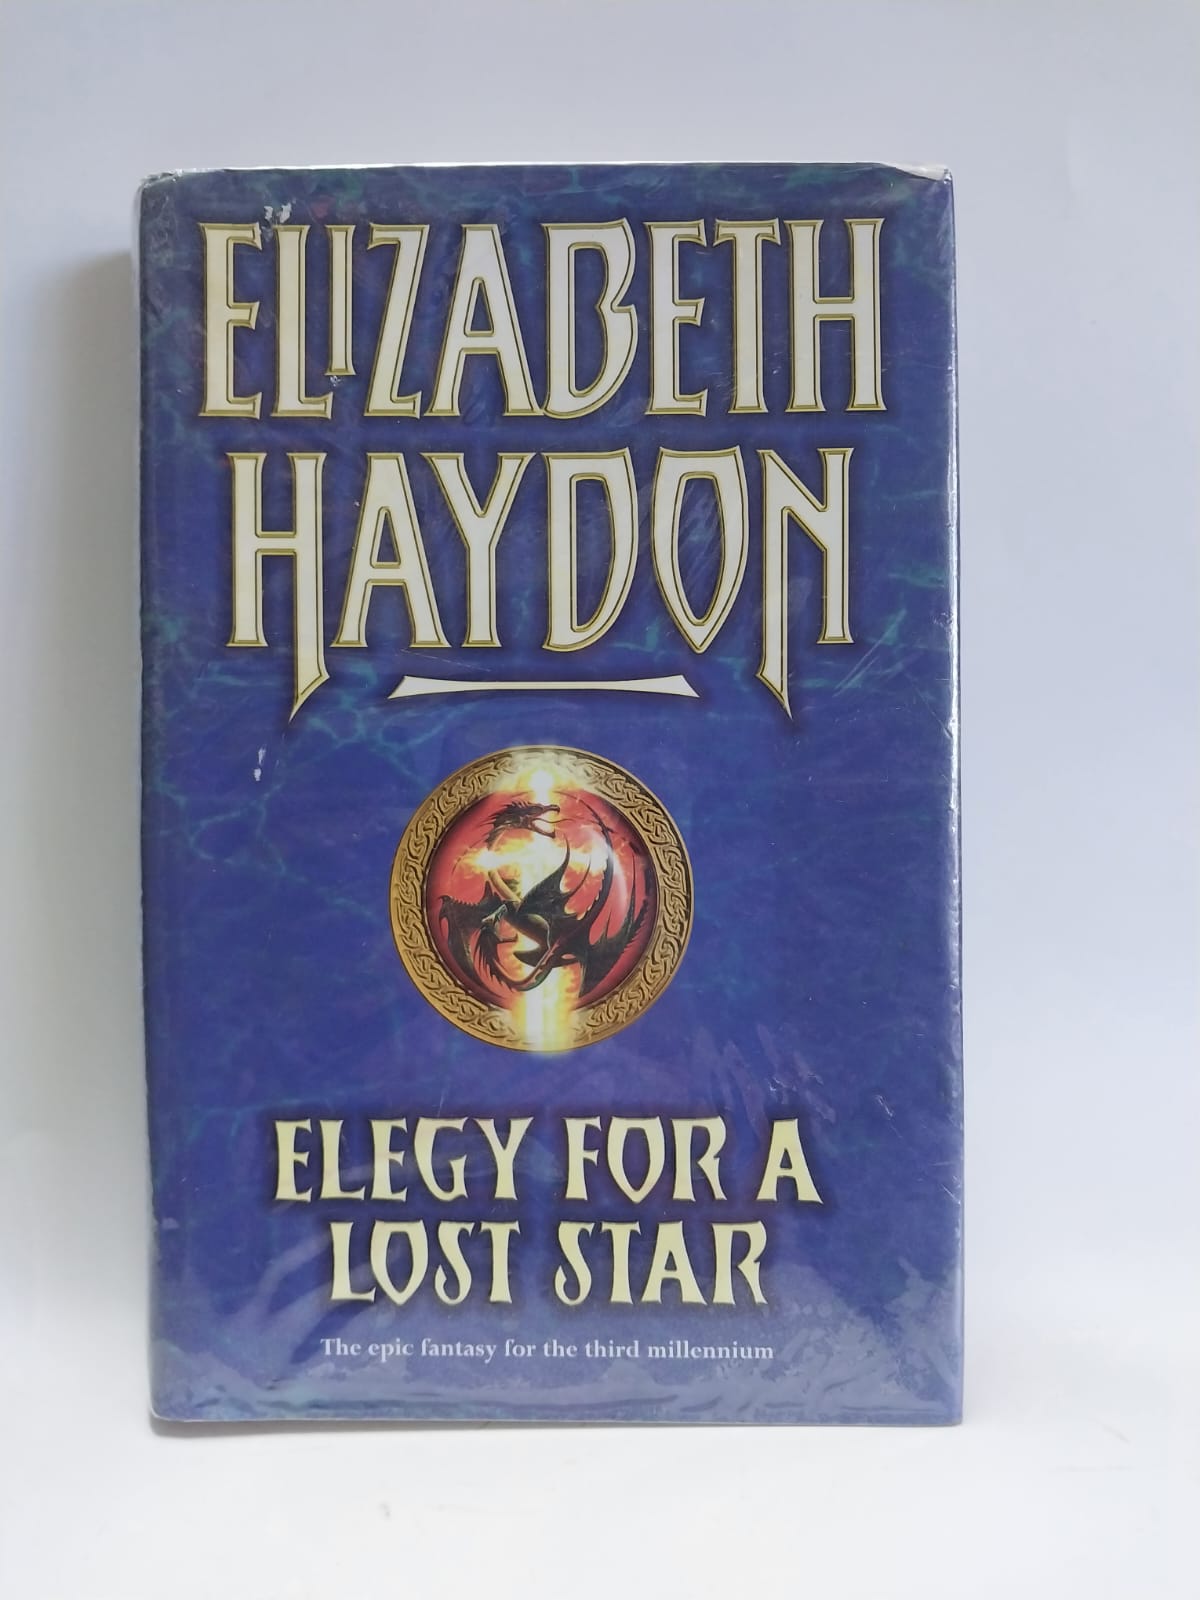 ELIZABETH
HAYDON
ELEGY FOR A
LOST STAR
The epic fantasy for the third millennium